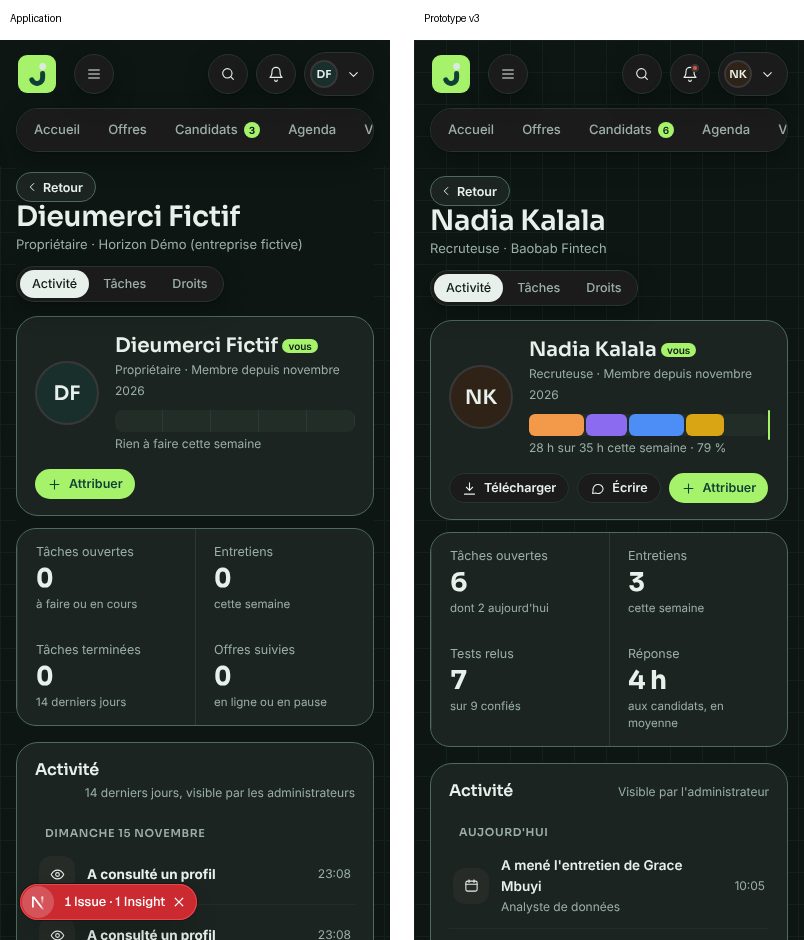 Application
DF
Accueil Offres Candidats 3 Agenda V
Retour
Dieumerci Fictif
Propriétaire · Horizon Démo (entreprise fictive)
Activité Tâches Droits
DF
Dieumerci Fictif vous
Propriétaire · Membre depuis novembre
2026
Rien à faire cette semaine
Attribuer
Tâches ouvertes
0
à faire ou en cours
Entretiens
0
cette semaine
Tâches terminées
0
14 derniers jours
Offres suivies
0
en ligne ou en pause
Activité
14 derniers jours, visible par les administrateurs
DIMANCHE 15 NOVEMBRE
A consulté un profil 23:08
N 1 Issue · 1 Insight
A consulté un profil 23:08
Prototype v3
NK
Accueil Offres Candidats 6 Agenda V
Retour
Nadia Kalala
Recruteuse · Baobab Fintech
Activité Tâches Droits
NK
Nadia Kalala vous
Recruteuse · Membre depuis novembre
2026
28 h sur 35 h cette semaine · 79 %
Télécharger Écrire Attribuer
Tâches ouvertes
6
dont 2 aujourd'hui
Entretiens
3
cette semaine
Tests relus
7
sur 9 confiés
Réponse
4 h
aux candidats, en
moyenne
Activité
Visible par l'administrateur
AUJOURD'HUI
A mené l'entretien de Grace
Mbuyi
10:05
Analyste de données